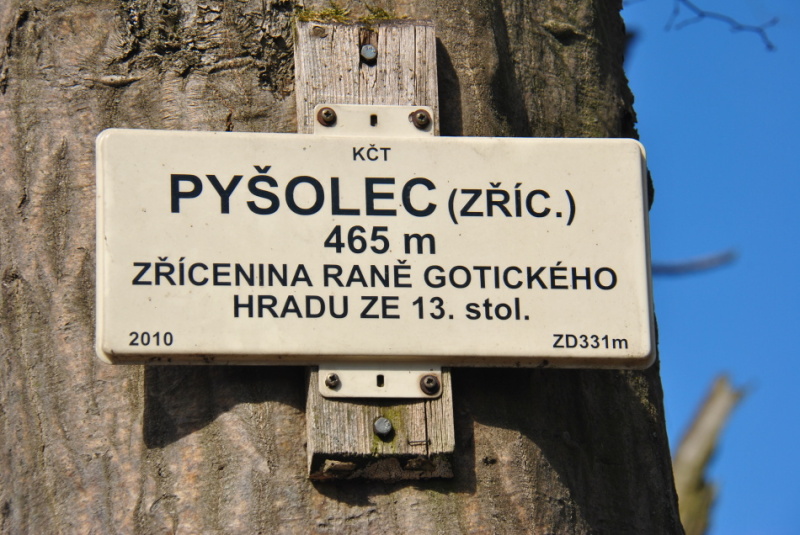 KČT
PYŠOLEC (ZŘÍC.)
465 m
ZŘÍCENINA RANĚ GOTICKÉHO
HRADU ZE 13. stol.
2010 ZD331m